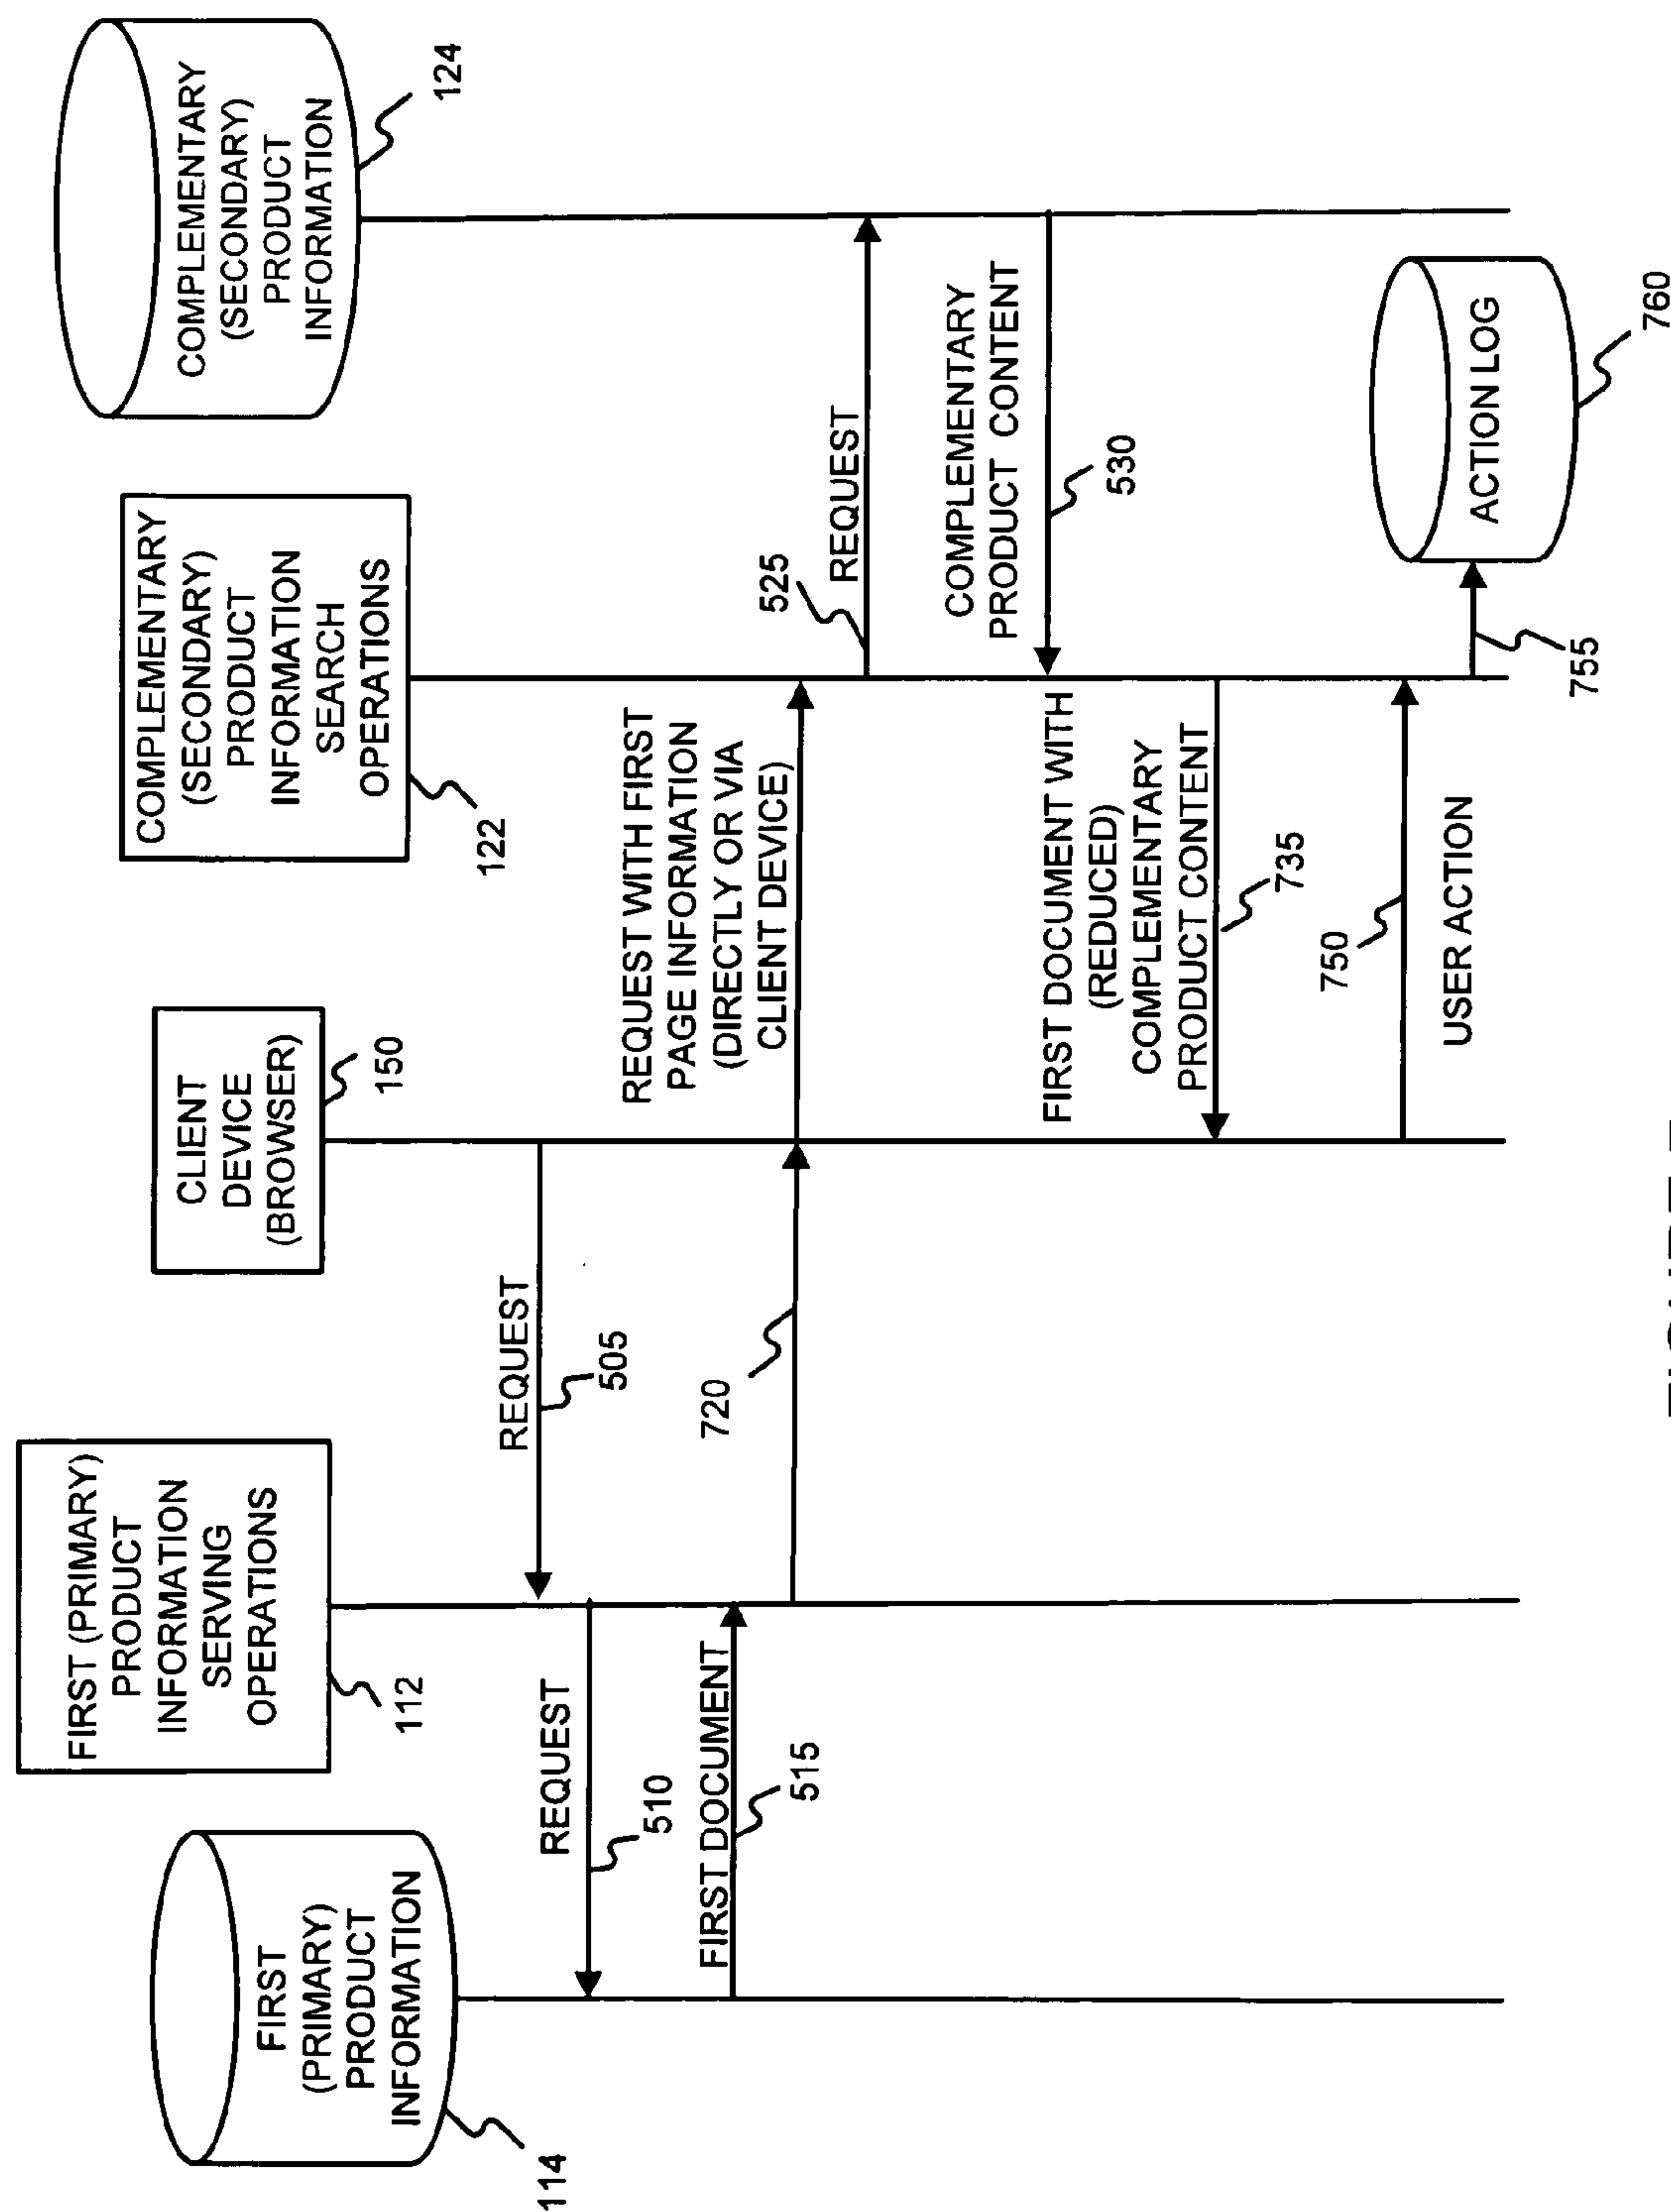 FIRST
(PRIMARY)
PRODUCT
INFORMATION
114
FIRST (PRIMARY)
PRODUCT
INFORMATION
SERVING
OPERATIONS
112
CLIENT
DEVICE
(BROWSER)
150
COMPLEMENTARY
(SECONDARY)
PRODUCT
INFORMATION
SEARCH
OPERATIONS
122
COMPLEMENTARY
(SECONDARY)
PRODUCT
INFORMATION
124
REQUEST
505
REQUEST
510
FIRST DOCUMENT
515
720
REQUEST WITH FIRST
PAGE INFORMATION
(DIRECTLY OR VIA
CLIENT DEVICE)
525
REQUEST
COMPLEMENTARY
PRODUCT CONTENT
530
FIRST DOCUMENT WITH
(REDUCED)
COMPLEMENTARY
PRODUCT CONTENT
735
750
USER ACTION
755
ACTION LOG
760